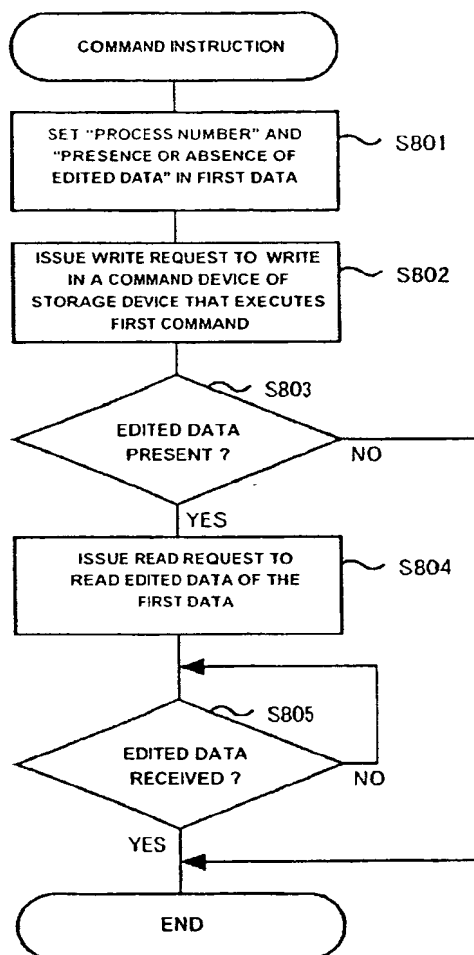 COMMAND INSTRUCTION
SET "PROCESS NUMBER" AND
"PRESENCE OR ABSENCE OF
EDITED DATA" IN FIRST DATA
S801
ISSUE WRITE REQUEST TO WRITE
IN A COMMAND DEVICE OF
STORAGE DEVICE THAT EXECUTES
FIRST COMMAND
S802
S803
EDITED DATA
PRESENT ?
NO
YES
ISSUE READ REQUEST TO
READ EDITED DATA OF THE
FIRST DATA
S804
S805
EDITED DATA
RECEIVED ?
NO
YES
END